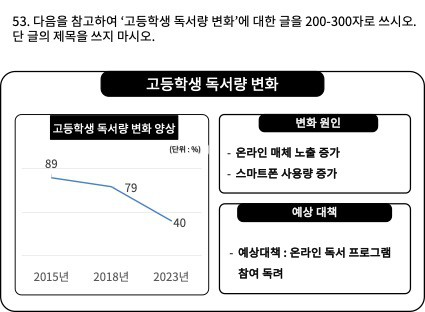 53. 다음을 참고하여 ‘고등학생 독서량 변화’에 대한 글을 200-300자로 쓰시오.
단 글의 제목을 쓰지 마시오.
고등학생 독서량 변화
고등학생 독서량 변화 양상
(단위 : %)
89
79
40
2015년 2018년 2023년
변화 원인
- 온라인 매체 노출 증가
- 스마트폰 사용량 증가
예상 대책
- 예상대책 : 온라인 독서 프로그램
참여 독려